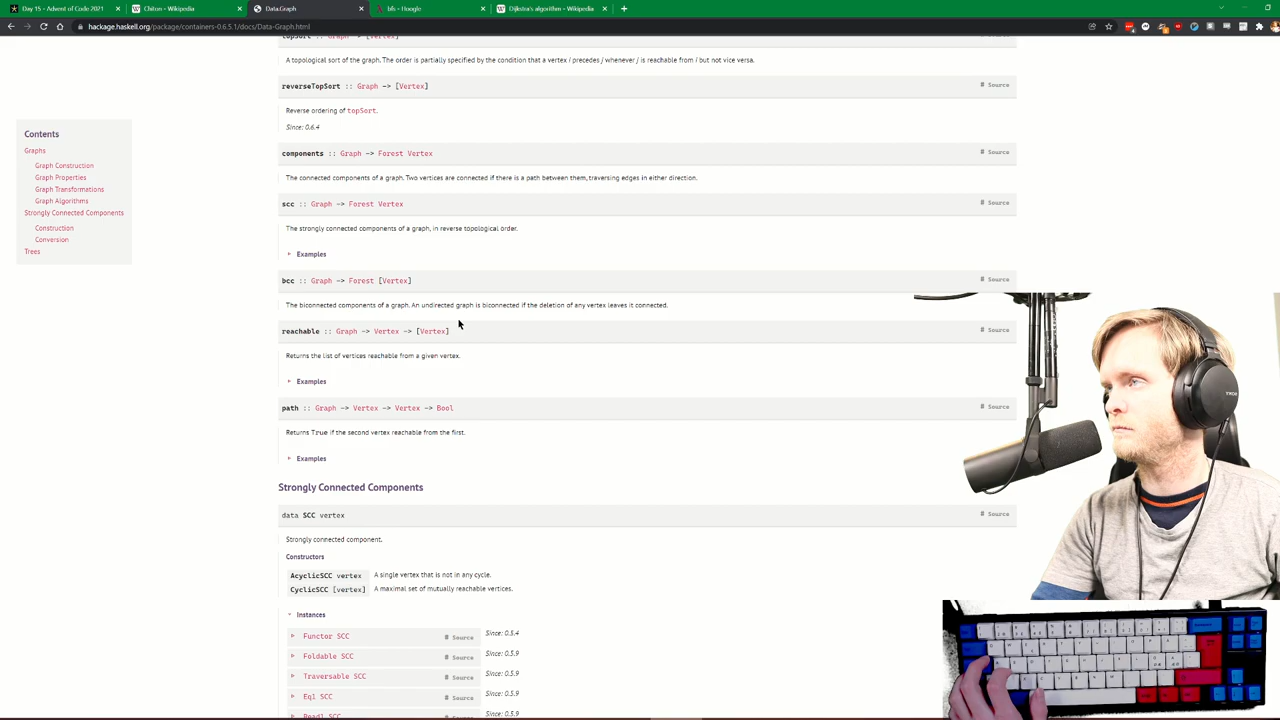 Day 15 - Advent of Code 2021
Chiton - Wikipedia
Data.Graph
bfs - Hoogle
Dijkstra's algorithm - Wikipedia
hackage.haskell.org/package/containers-0.6.5.1/docs/Data-Graph.html
topSort :: Graph -> [Vertex]
A topological sort of the graph. The order is partially specified by the condition that a vertex i precedes j whenever j is reachable from i but not vice versa.
reverseTopSort :: Graph -> [Vertex]
# Source
Reverse ordering of topSort.
Since: 0.6.4
components :: Graph -> Forest Vertex
# Source
The connected components of a graph. Two vertices are connected if there is a path between them, traversing edges in either direction.
scc :: Graph -> Forest Vertex
# Source
The strongly connected components of a graph, in reverse topological order.
Examples
bcc :: Graph -> Forest [Vertex]
# Source
The biconnected components of a graph. An undirected graph is biconnected if the deletion of any vertex leaves it connected.
reachable :: Graph -> Vertex -> [Vertex]
# Source
Returns the list of vertices reachable from a given vertex.
Examples
path :: Graph -> Vertex -> Vertex -> Bool
# Source
Returns True if the second vertex reachable from the first.
Examples
Strongly Connected Components
data SCC vertex
# Source
Strongly connected component.
Constructors
AcyclicSCC vertex A single vertex that is not in any cycle.
CyclicSCC [vertex] A maximal set of mutually reachable vertices.
Instances
Functor SCC
# Source
Since: 0.5.4
Foldable SCC
# Source
Since: 0.5.9
Traversable SCC
# Source
Since: 0.5.9
Eq1 SCC
# Source
Since: 0.5.9
Read1 SCC
# Source
Since: 0.5.9
Contents
Graphs
Graph Construction
Graph Properties
Graph Transformations
Graph Algorithms
Strongly Connected Components
Construction
Conversion
Trees